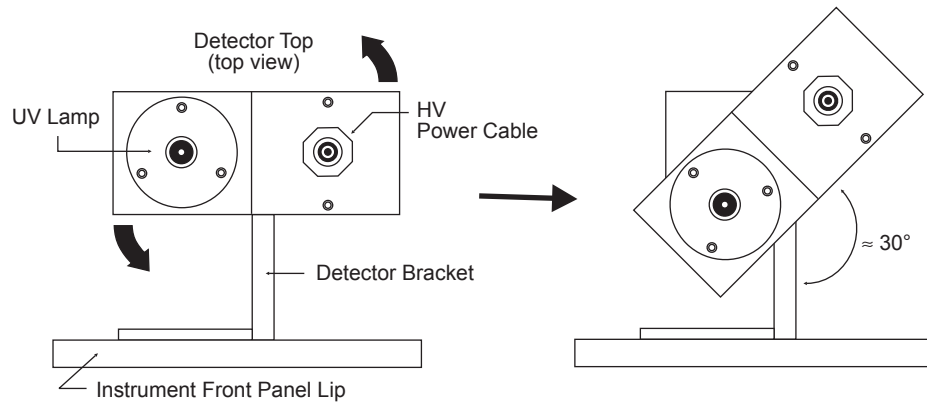 Detector Top
(top view)
UV Lamp
HV
Power Cable
≈ 30°
Detector Bracket
Instrument Front Panel Lip